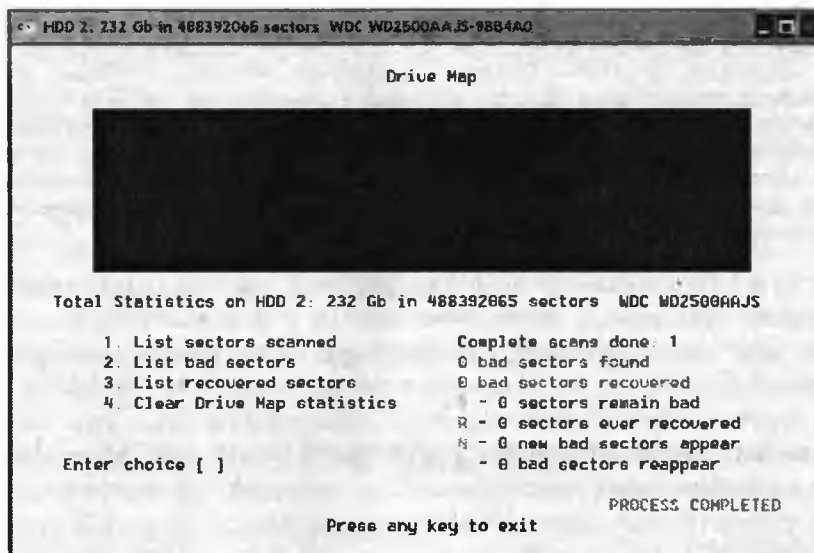 HDD 2: 232 Gb in 488392065 sectors WDC WD2500AAJS-98B4A0
Drive Map
Total Statistics on HDD 2: 232 Gb in 488392065 sectors WDC WD2500AAJS
1. List sectors scanned
2. List bad sectors
3. List recovered sectors
4. Clear Drive Map statistics
Enter choice [ ]
Complete scans done: 1
0 bad sectors found
0 bad sectors recovered
- 0 sectors remain bad
R - 0 sectors ever recovered
N - 0 new bad sectors appear
- 0 bad sectors reappear
PROCESS COMPLETED
Press any key to exit